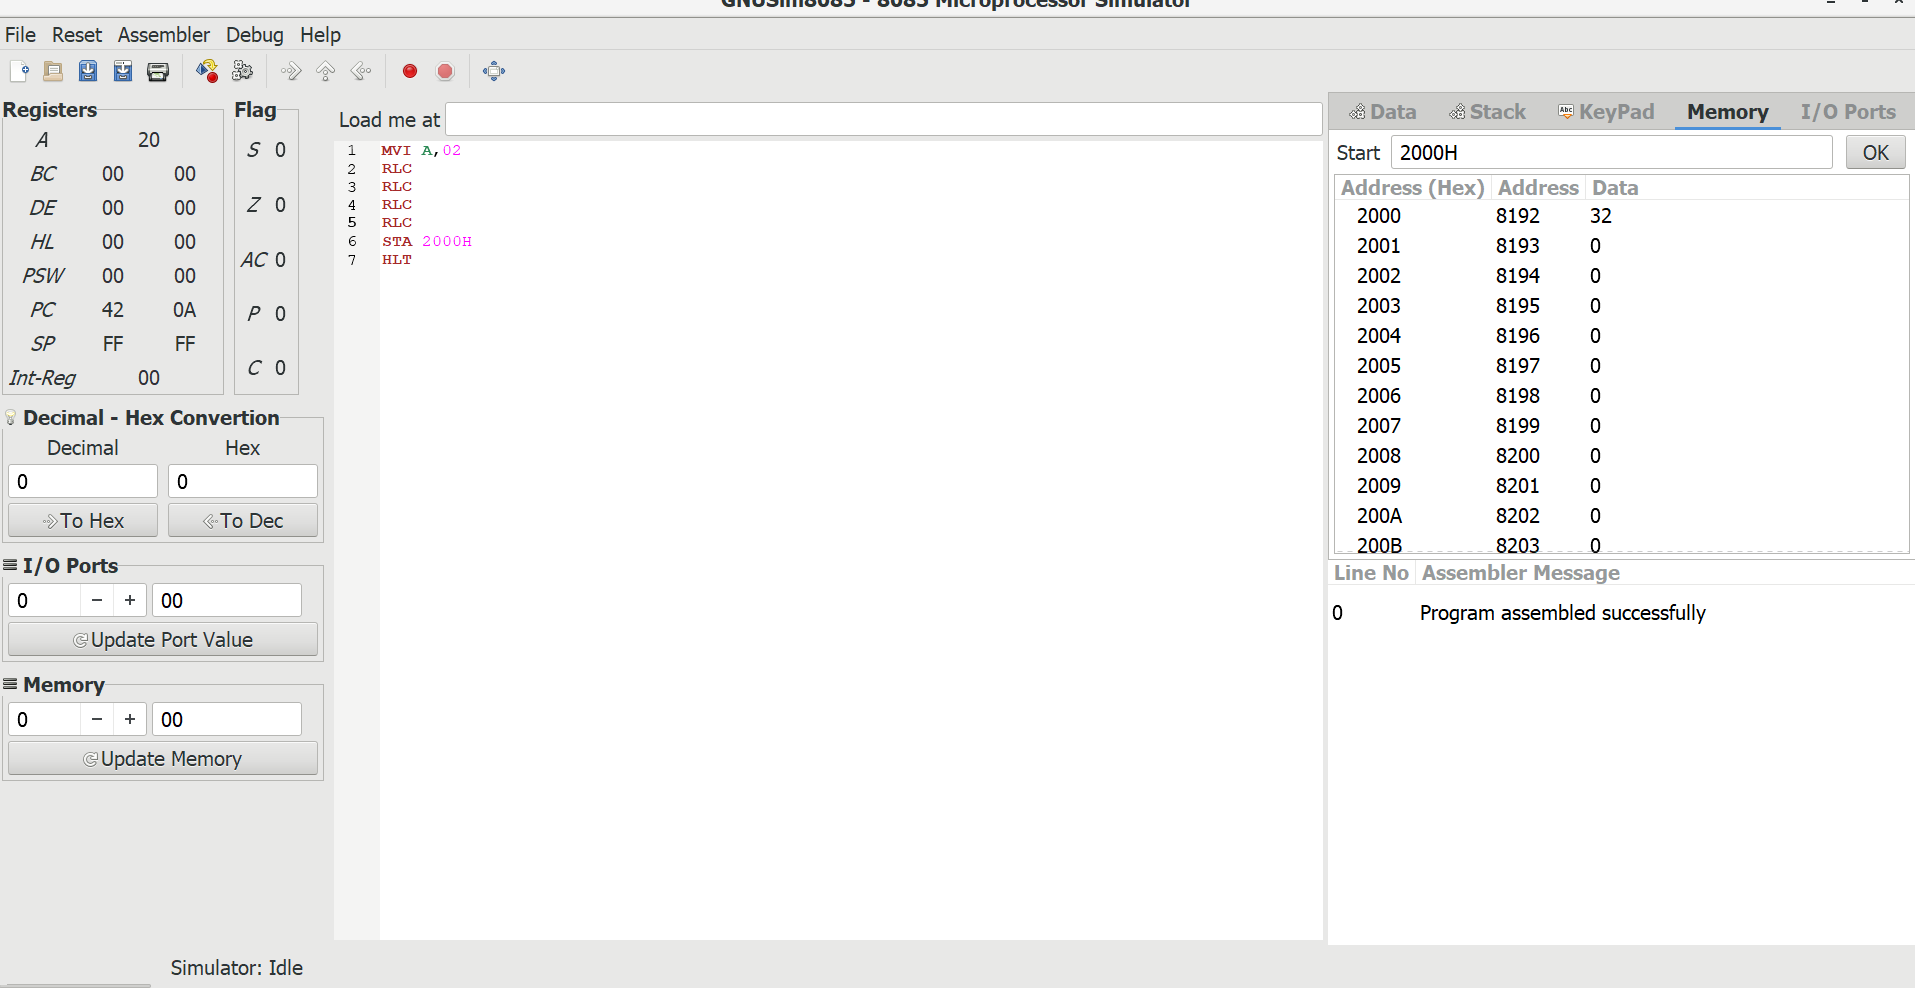 GNUSim8085 - 8085 Microprocessor Simulator
File Reset Assembler Debug Help
Registers
A 20
BC 00 00
DE 00 00
HL 00 00
PSW 00 00
PC 42 0A
SP FF FF
Int-Reg 00
Flag
S 0
Z 0
AC 0
P 0
C 0
Decimal - Hex Convertion
Decimal Hex
0 0
To Hex To Dec
I/O Ports
0 − + 00
Update Port Value
Memory
0 − + 00
Update Memory
Load me at
1 MVI A,02
2 RLC
3 RLC
4 RLC
5 RLC
6 STA 2000H
7 HLT
Data Stack Abc KeyPad Memory I/O Ports
Start 2000H OK
Address (Hex) Address Data
2000 8192 32
2001 8193 0
2002 8194 0
2003 8195 0
2004 8196 0
2005 8197 0
2006 8198 0
2007 8199 0
2008 8200 0
2009 8201 0
200A 8202 0
200B 8203 0
Line No Assembler Message
0 Program assembled successfully
Simulator: Idle